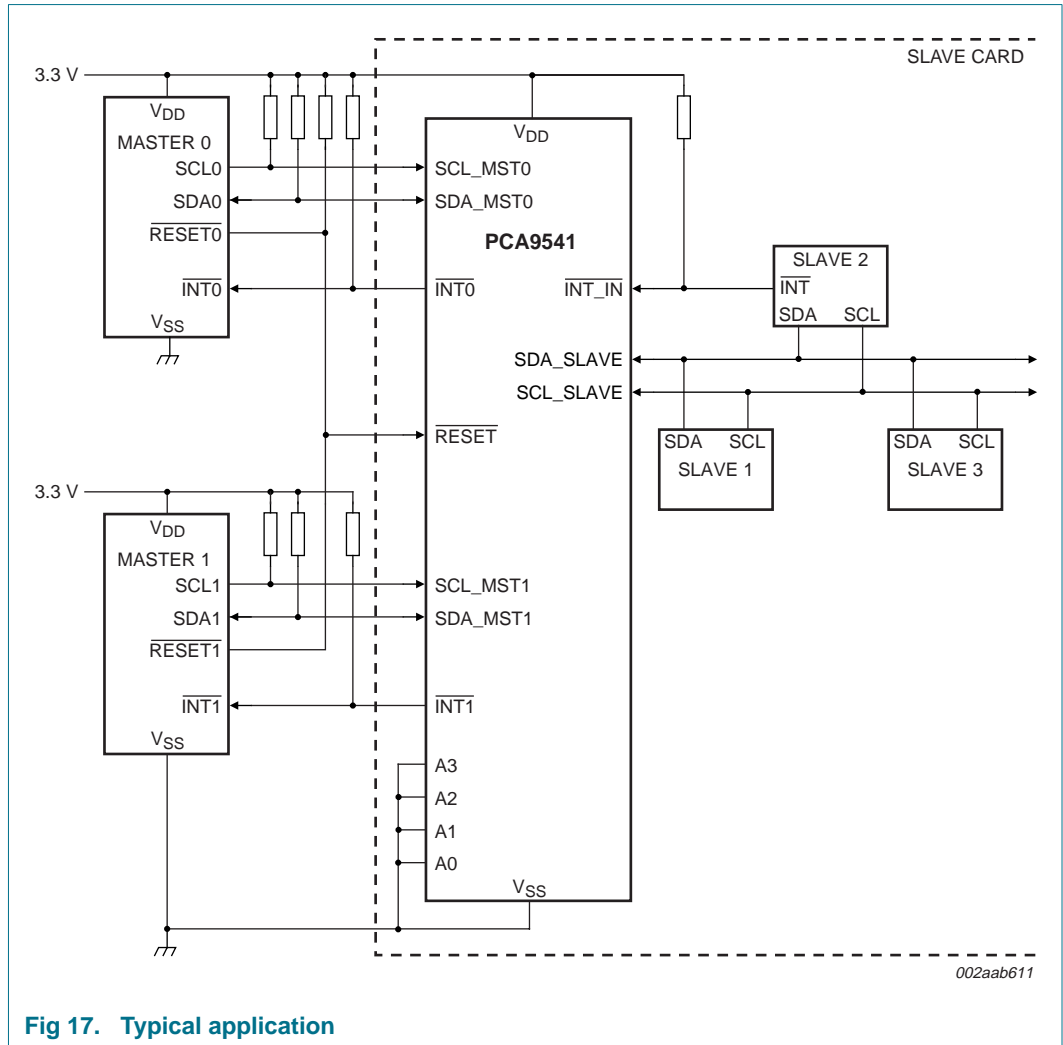 SLAVE CARD
3.3 V
VDD
MASTER 0
SCL0
SDA0
RESET0
INT0
VSS
VDD
SCL_MST0
SDA_MST0
PCA9541
INT0
INT_IN
SDA_SLAVE
SCL_SLAVE
RESET
SLAVE 2
INT
SDA SCL
SDA SCL
SLAVE 1
SDA SCL
SLAVE 3
3.3 V
VDD
MASTER 1
SCL1
SDA1
RESET1
INT1
VSS
SCL_MST1
SDA_MST1
INT1
A3
A2
A1
A0
VSS
002aab611
Fig 17. Typical application